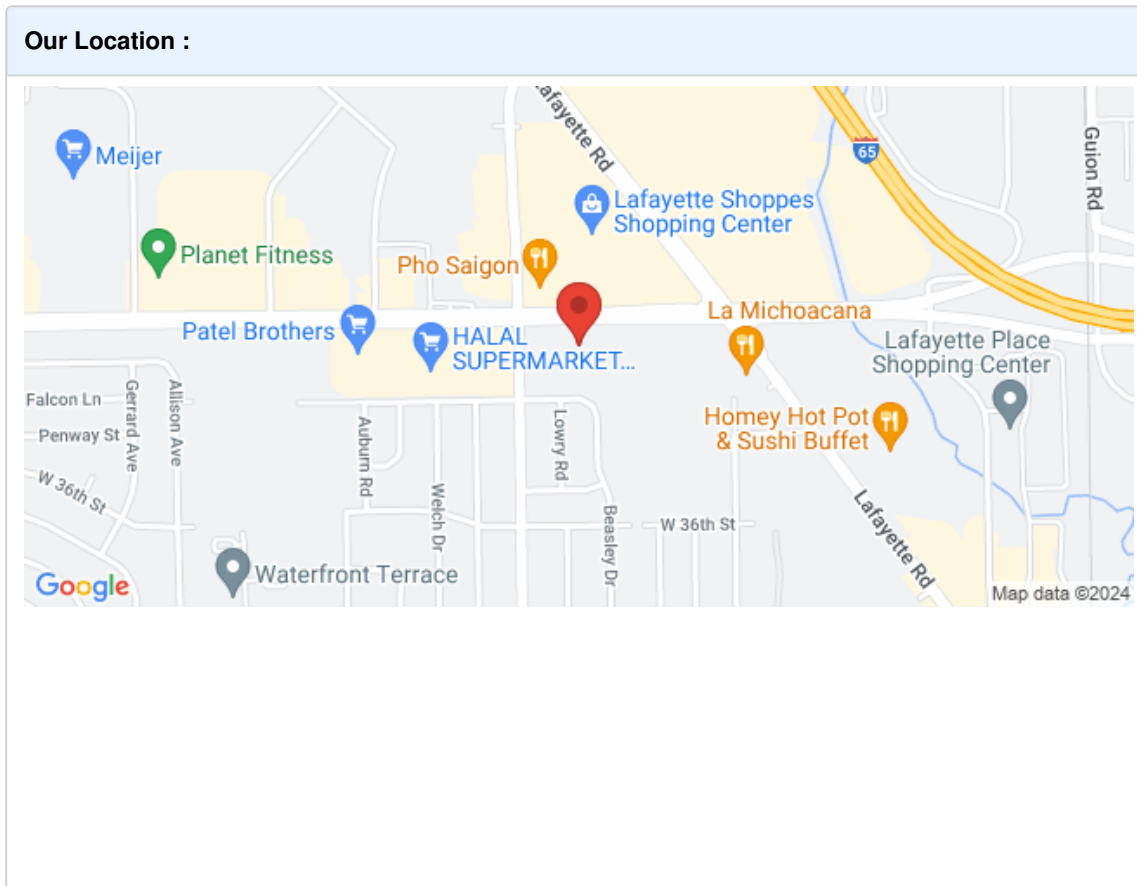 Our Location :
Lafayette Rd
65
Guion Rd
Meijer
Lafayette Shoppes
Shopping Center
Planet Fitness
Pho Saigon
La Michoacana
Patel Brothers
HALAL
SUPERMARKET...
Lafayette Place
Shopping Center
Falcon Ln
Gerrard Ave
Allison Ave
Penway St
Auburn Rd
Lowry Rd
Homey Hot Pot
& Sushi Buffet
W 36th St
Welch Dr
Beasley Dr
W 36th St
Lafayette Rd
Waterfront Terrace
Google
Map data ©2024